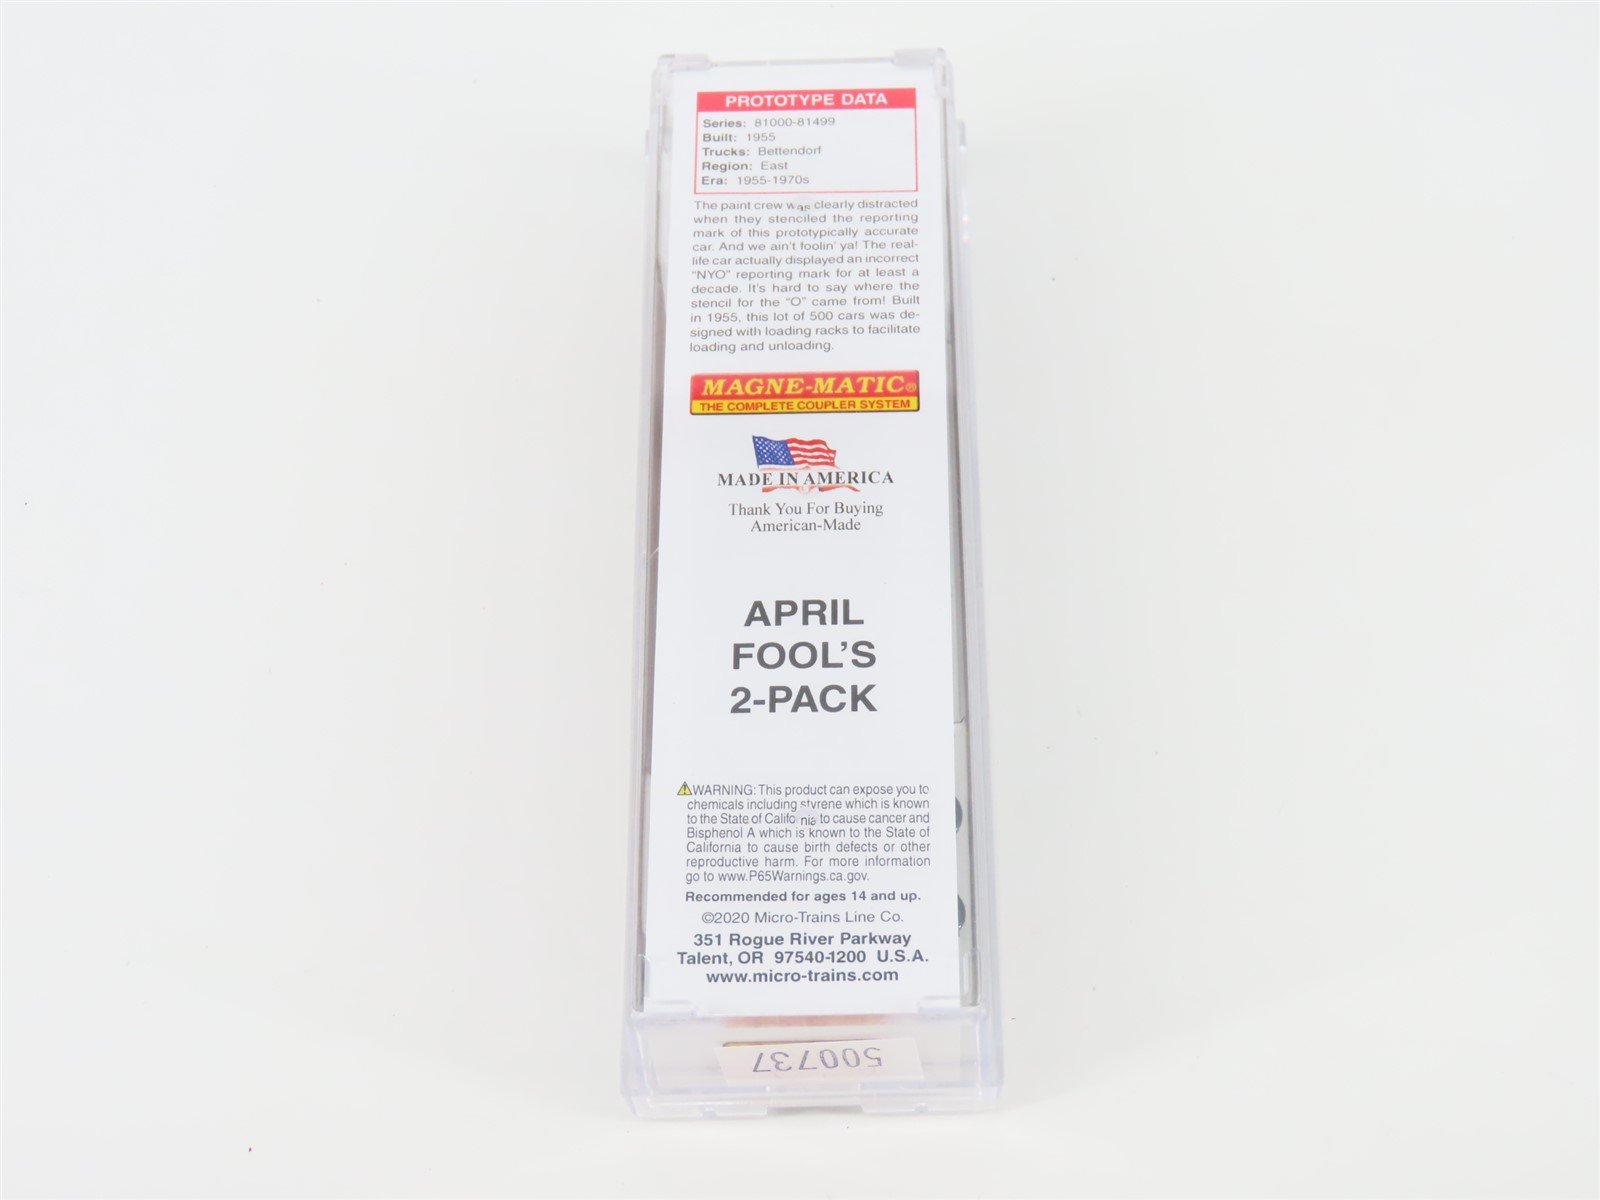 PROTOTYPE DATA
Series: 81000-81499
Built: 1955
Trucks: Bettendorf
Region: East
Era: 1955-1970s
The paint crew was clearly distracted
when they stenciled the reporting
mark of this prototypically accurate
car. And we ain't foolin' ya! The real-
life car actually displayed an incorrect
"NYO" reporting mark for at least a
decade. It's hard to say where the
stencil for the "O" came from! Built
in 1955, this lot of 500 cars was de-
signed with loading racks to facilitate
loading and unloading.
MAGNE-MATIC®
THE COMPLETE COUPLER SYSTEM
MADE IN AMERICA
Thank You For Buying
American-Made
APRIL
FOOL'S
2-PACK
WARNING: This product can expose you to
chemicals including styrene which is known
to the State of California to cause cancer and
Bisphenol A which is known to the State of
California to cause birth defects or other
reproductive harm. For more information
go to www.P65Warnings.ca.gov.
Recommended for ages 14 and up.
©2020 Micro-Trains Line Co.
351 Rogue River Parkway
Talent, OR 97540-1200 U.S.A.
www.micro-trains.com
500737